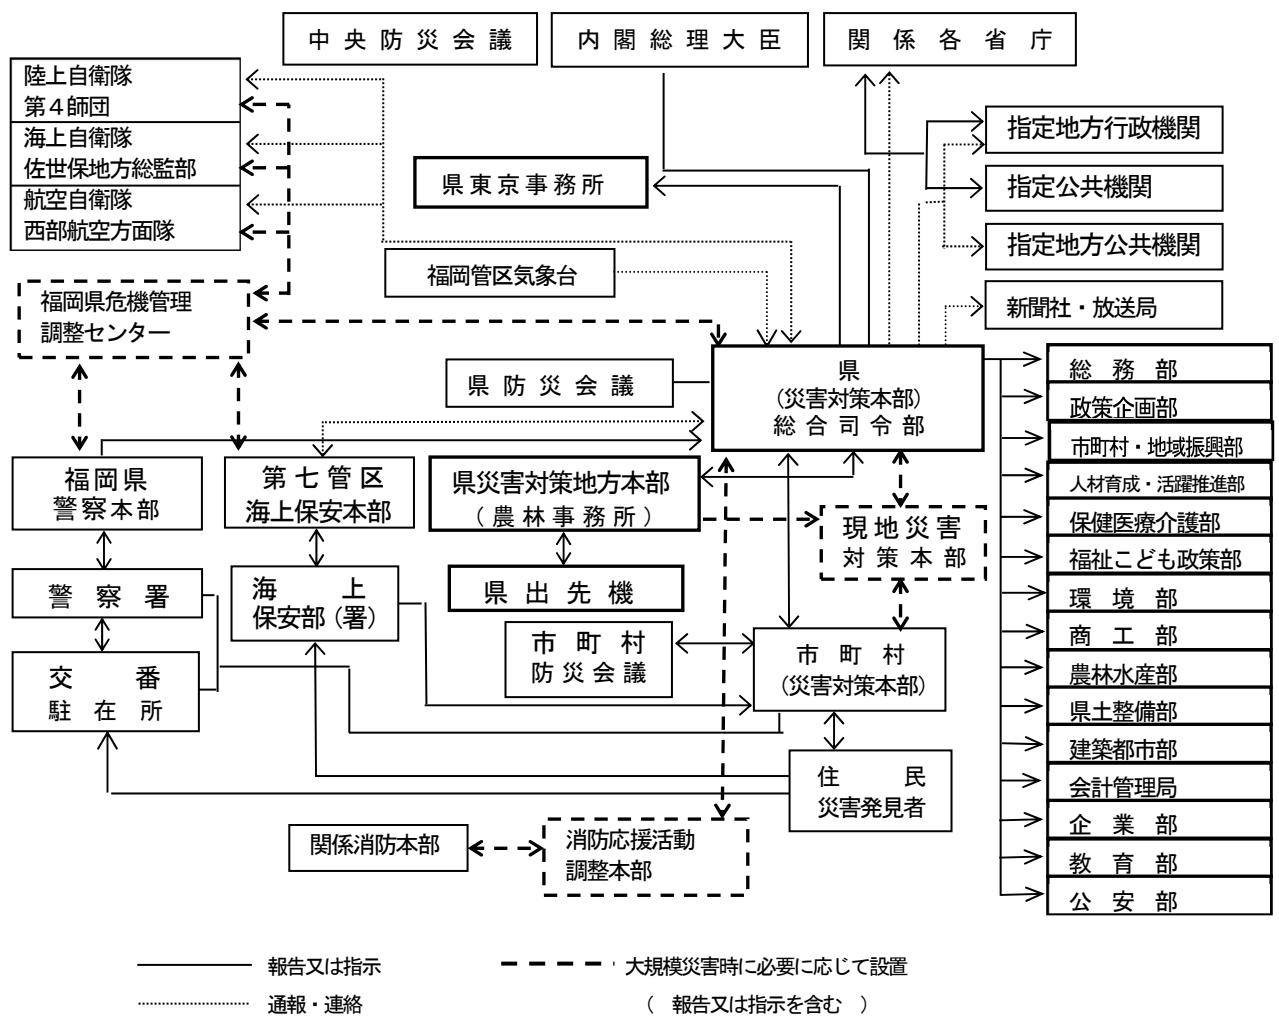 中央防災会議
内閣総理大臣
関係各省庁
陸上自衛隊
第４師団
海上自衛隊
佐世保地方総監部
航空自衛隊
西部航空方面隊
指定地方行政機関
指定公共機関
指定地方公共機関
新聞社・放送局
県東京事務所
福岡管区気象台
福岡県危機管理
調整センター
県防災会議
県
（災害対策本部）
総合司令部
総務部
政策企画部
市町村・地域振興部
人材育成・活躍推進部
保健医療介護部
福祉こども政策部
環境部
商工部
農林水産部
県土整備部
建築都市部
会計管理局
企業部
教育部
公安部
福岡県
警察本部
第七管区
海上保安本部
県災害対策地方本部
（農林事務所）
現地災害
対策本部
警察署
海上
保安部（署）
県出先機
市町村
防災会議
市町村
（災害対策本部）
交番
駐在所
住民
災害発見者
関係消防本部
消防応援活動
調整本部
報告又は指示
大規模災害時に必要に応じて設置
通報・連絡
（ 報告又は指示を含む ）